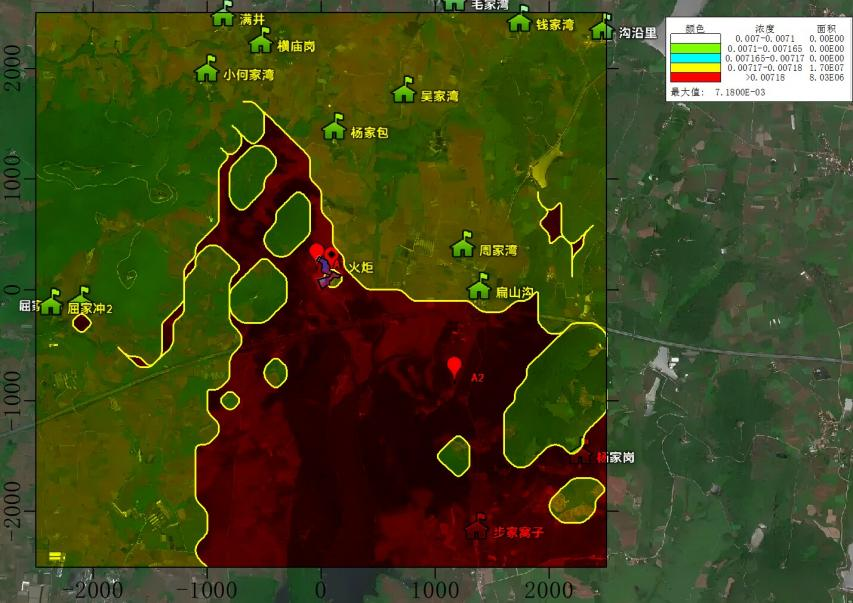 毛家湾
满井
钱家湾
沟沿里
横庙岗
小何家湾
吴家湾
杨家包
周家湾
火炬
扁山沟
屈家冲2
A2
杨家岗
步家窝子
颜色 浓度 面积
0.007-0.0071 0.00E00
0.0071-0.007165 0.00E00
0.007165-0.00717 0.00E00
0.00717-0.00718 1.70E07
>0.00718 8.03E06
最大值: 7.1800E-03
2000
1000
0
-1000
-2000
-2000 -1000 0 1000 2000